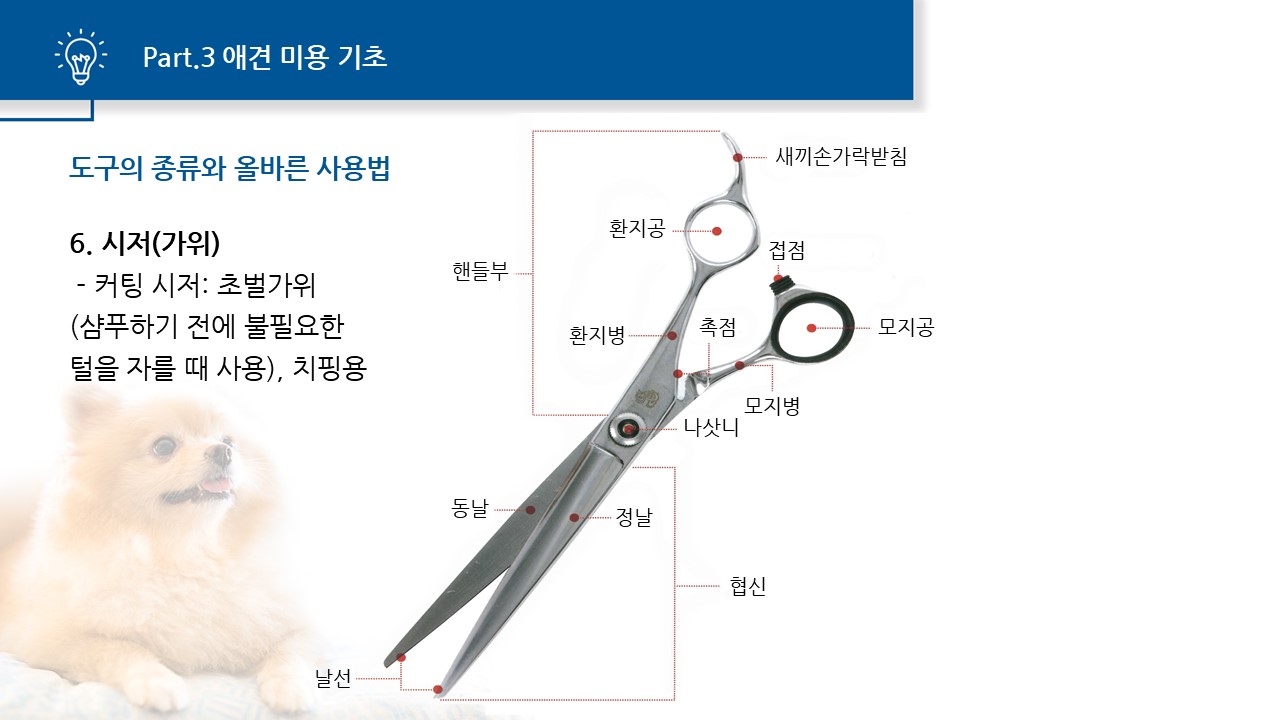 Part.3 애견 미용 기초
도구의 종류와 올바른 사용법
6. 시저(가위)
- 커팅 시저: 초벌가위
(샴푸하기 전에 불필요한
털을 자를 때 사용), 치핑용
새끼손가락받침
환지공
접점
핸들부
환지병
촉점
모지공
모지병
나삿니
동날
정날
협신
날선